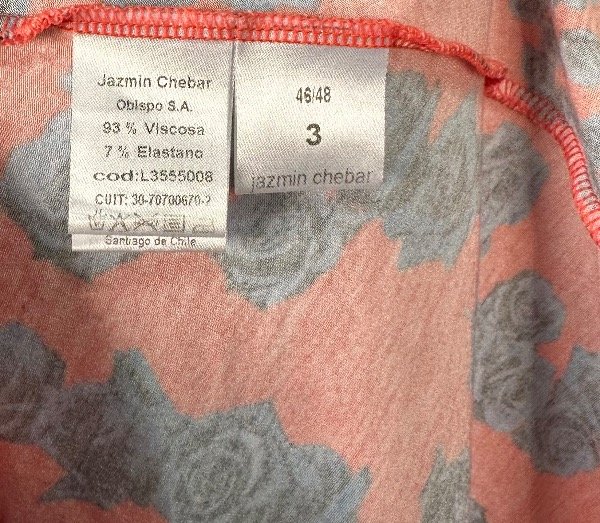 Jazmin Chebar
Obispo S.A.
93 % Viscosa
7 % Elastano
cod:L3555008
CUIT: 30-70700670-2
Santiago de Chile
46/48
3
jazmin chebar